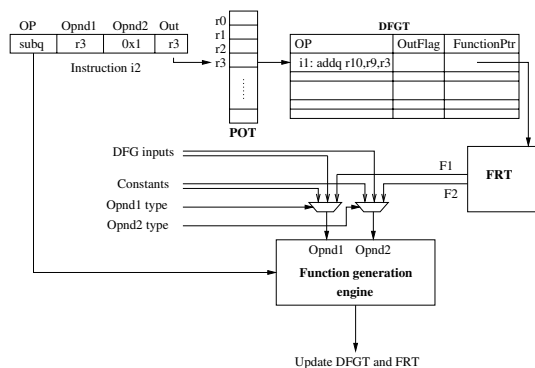 OP Opnd1 Opnd2 Out
subq r3 0x1 r3
Instruction i2
r0
r1
r2
r3
POT
DFGT
OP OutFlag FunctionPtr
i1: addq r10,r9,r3
DFG inputs
Constants
Opnd1 type
Opnd2 type
F1
F2
FRT
Opnd1 Opnd2
Function generation
engine
Update DFGT and FRT